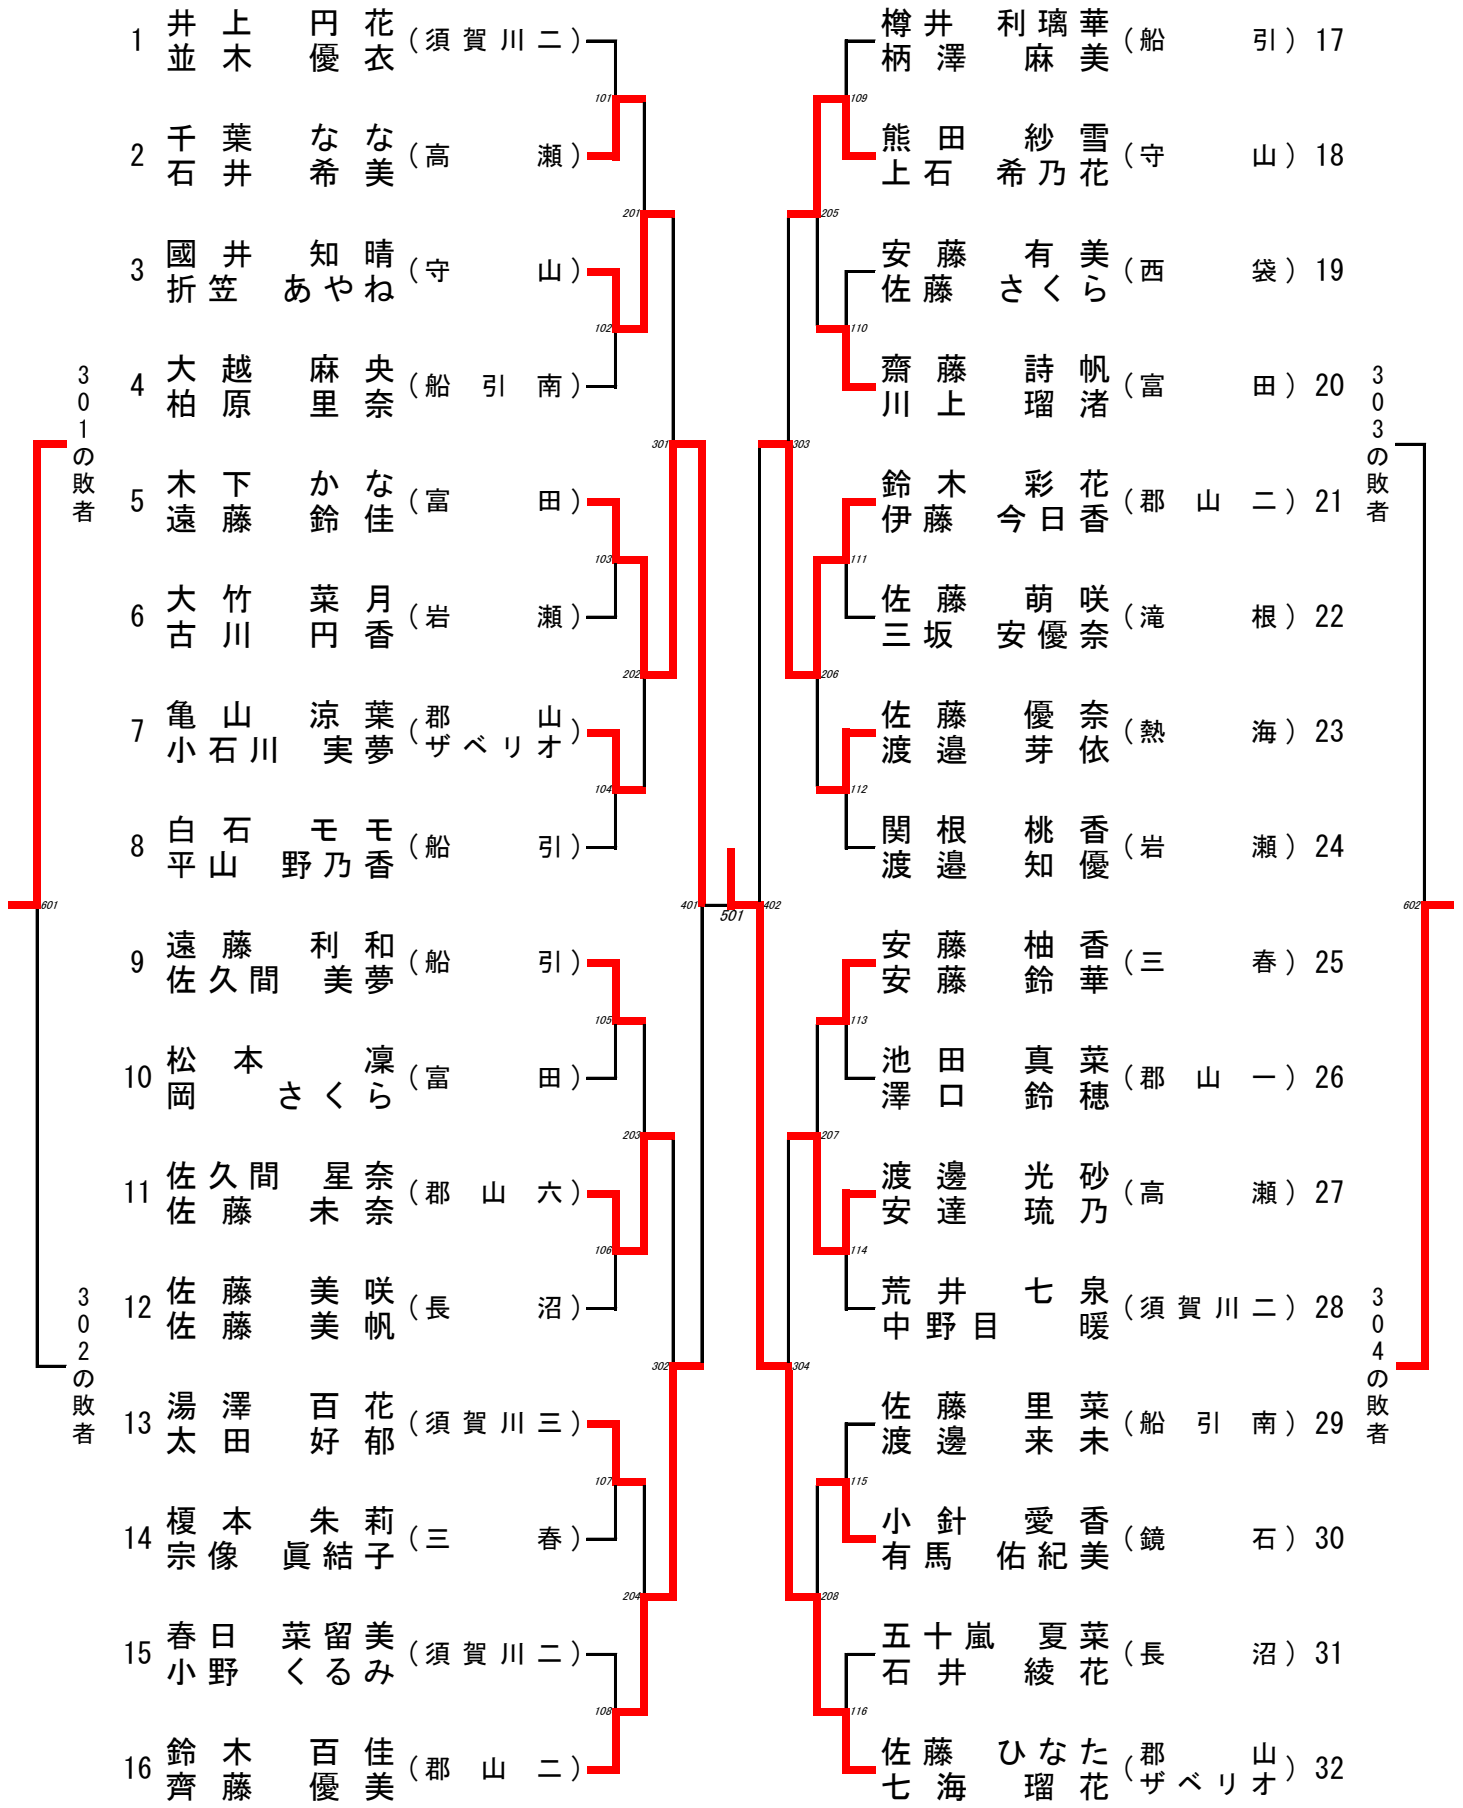 1 井上 円花 (須賀川二)
並木 優衣
101
2 千葉 なな (高瀬)
石井 希美
201
3 國井 知晴 (守山)
折笠 あやね
102
4 大越 麻央 (船引南)
柏原 里奈
301の敗者
301
5 木下 かな (富田)
遠藤 鈴佳
103
6 大竹 菜月 (岩瀬)
古川 円香
202
7 亀山 涼葉 (郡山
小石川 実夢 ザベリオ)
104
8 白石 モモ (船引)
平山 野乃香
601
401
501
9 遠藤 利和 (船引)
佐久間 美夢
105
10 松本 凜 (富田)
岡 さくら
203
11 佐久間 星奈 (郡山六)
佐藤 未奈
106
12 佐藤 美咲 (長沼)
佐藤 美帆
302の敗者
302
13 湯澤 百花 (須賀川三)
太田 好郁
107
14 榎本 朱莉 (三春)
宗像 眞結子
204
15 春日 菜留美 (須賀川二)
小野 くるみ
108
16 鈴木 百佳 (郡山二)
齊藤 優美
樽井 利璃華 (船引) 17
柄澤 麻美
109
熊田 紗雪 (守山) 18
上石 希乃花
205
安藤 有美 (西袋) 19
佐藤 さくら
110
齋藤 詩帆 (富田) 20
川上 瑠渚
303の敗者
303
鈴木 彩花 (郡山二) 21
伊藤 今日香
111
佐藤 萌咲 (滝根) 22
三坂 安優奈
206
佐藤 優奈 (熱海) 23
渡邉 芽依
112
関根 桃香 (岩瀬) 24
渡邉 知優
402
602
安藤 柚香 (三春) 25
安藤 鈴華
113
池田 真菜 (郡山一) 26
澤口 鈴穂
207
渡邊 光砂 (高瀬) 27
安達 琉乃
114
荒井 七泉 (須賀川二) 28
中野目 暖
304の敗者
304
佐藤 里菜 (船引南) 29
渡邊 来未
115
小針 愛香 (鏡石) 30
有馬 佑紀美
208
五十嵐 夏菜 (長沼) 31
石井 綾花
116
佐藤 ひなた (郡山 32
七海 瑠花 ザベリオ)